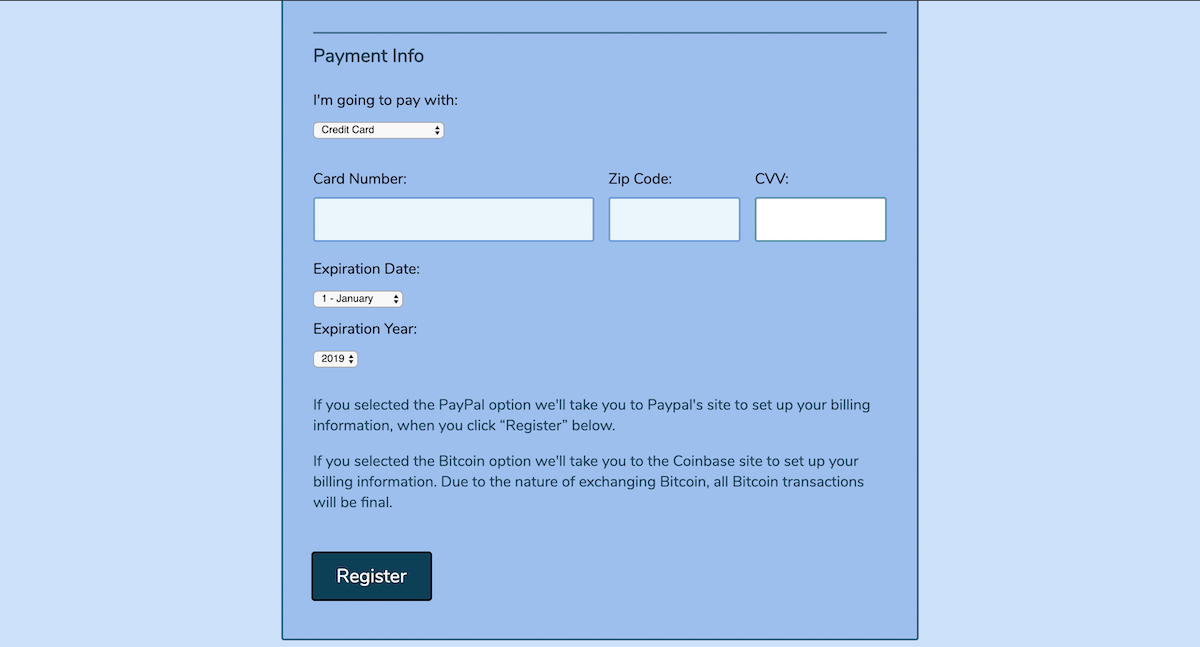 Payment Info
I'm going to pay with:
Credit Card
Card Number: Zip Code: CVV:
Expiration Date:
1 - January
Expiration Year:
2019
If you selected the PayPal option we'll take you to Paypal's site to set up your billing
information, when you click “Register” below.
If you selected the Bitcoin option we'll take you to the Coinbase site to set up your
billing information. Due to the nature of exchanging Bitcoin, all Bitcoin transactions
will be final.
Register